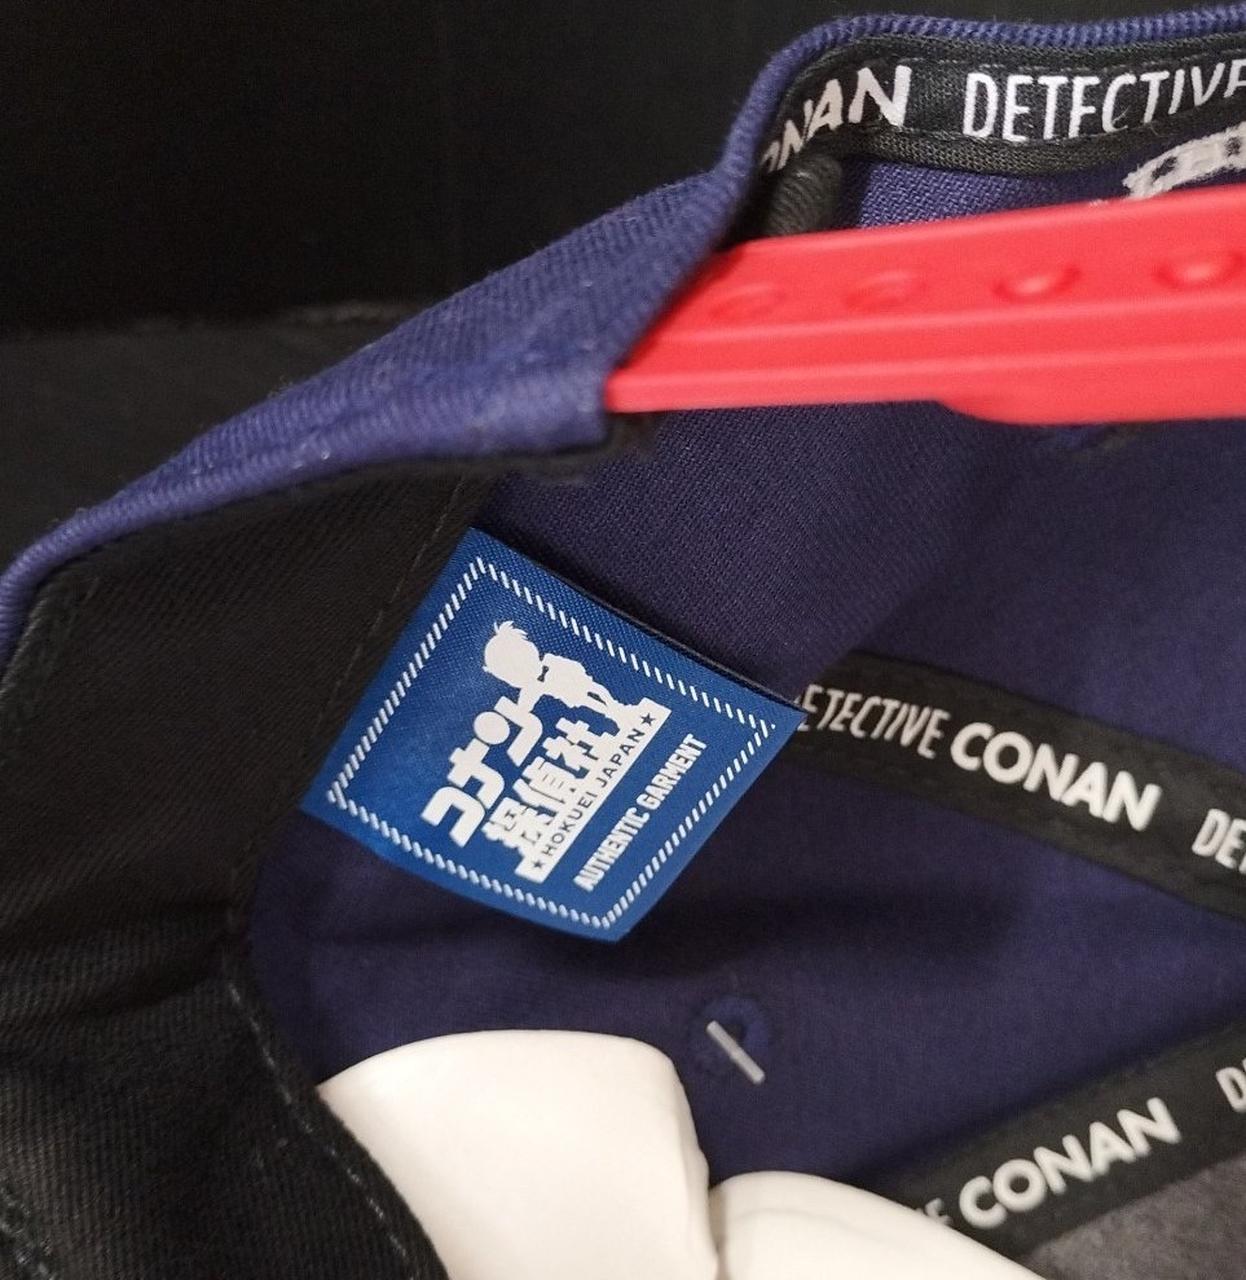 CONAN DETECTIVE
コナン
探偵社
★HOKUEI JAPAN★
AUTHENTIC GARMENT
DETECTIVE CONAN
CONAN